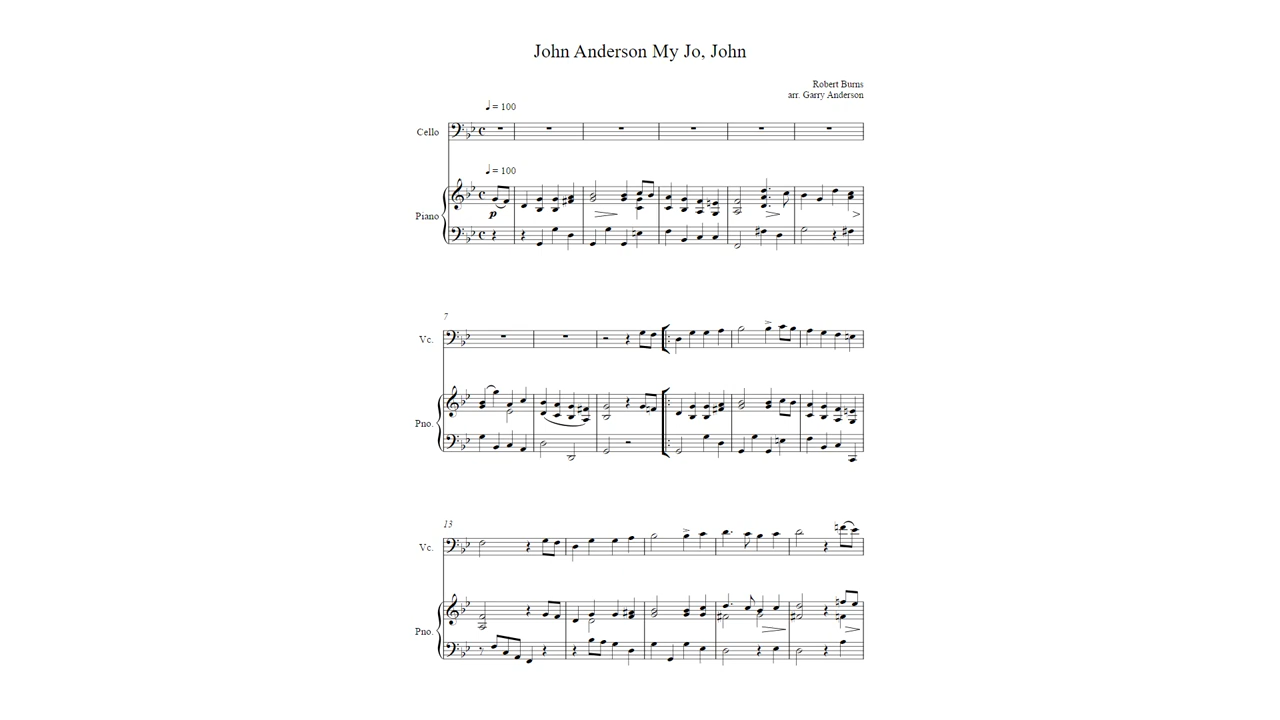 John Anderson My Jo, John
Robert Burns
arr. Garry Anderson
♩= 100
Cello
♩= 100
Piano
p
7
Vc.
Pno.
13
Vc.
Pno.